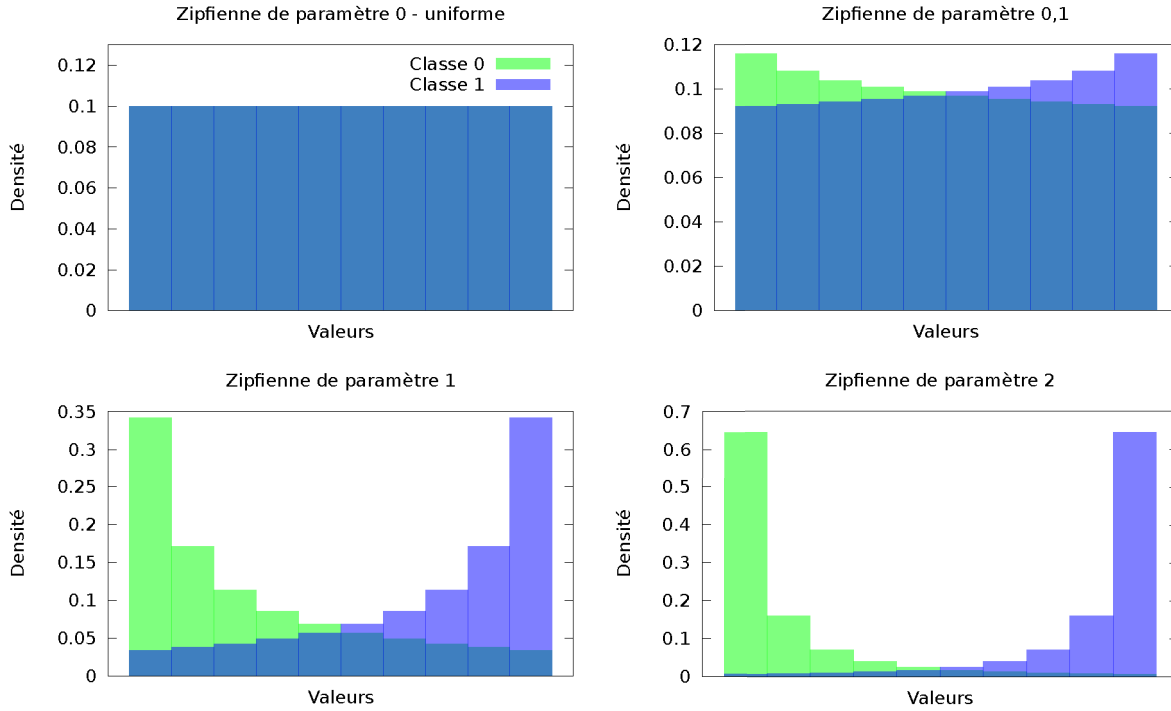 Zipfienne de paramètre 0 - uniforme
0.12
0.1
0.08
0.06
0.04
0.02
0
Densité
Classe 0
Classe 1
Valeurs
Zipfienne de paramètre 0,1
0.12
0.1
0.08
0.06
0.04
0.02
0
Densité
Valeurs
Zipfienne de paramètre 1
0.35
0.3
0.25
0.2
0.15
0.1
0.05
0
Densité
Valeurs
Zipfienne de paramètre 2
0.7
0.6
0.5
0.4
0.3
0.2
0.1
0
Densité
Valeurs